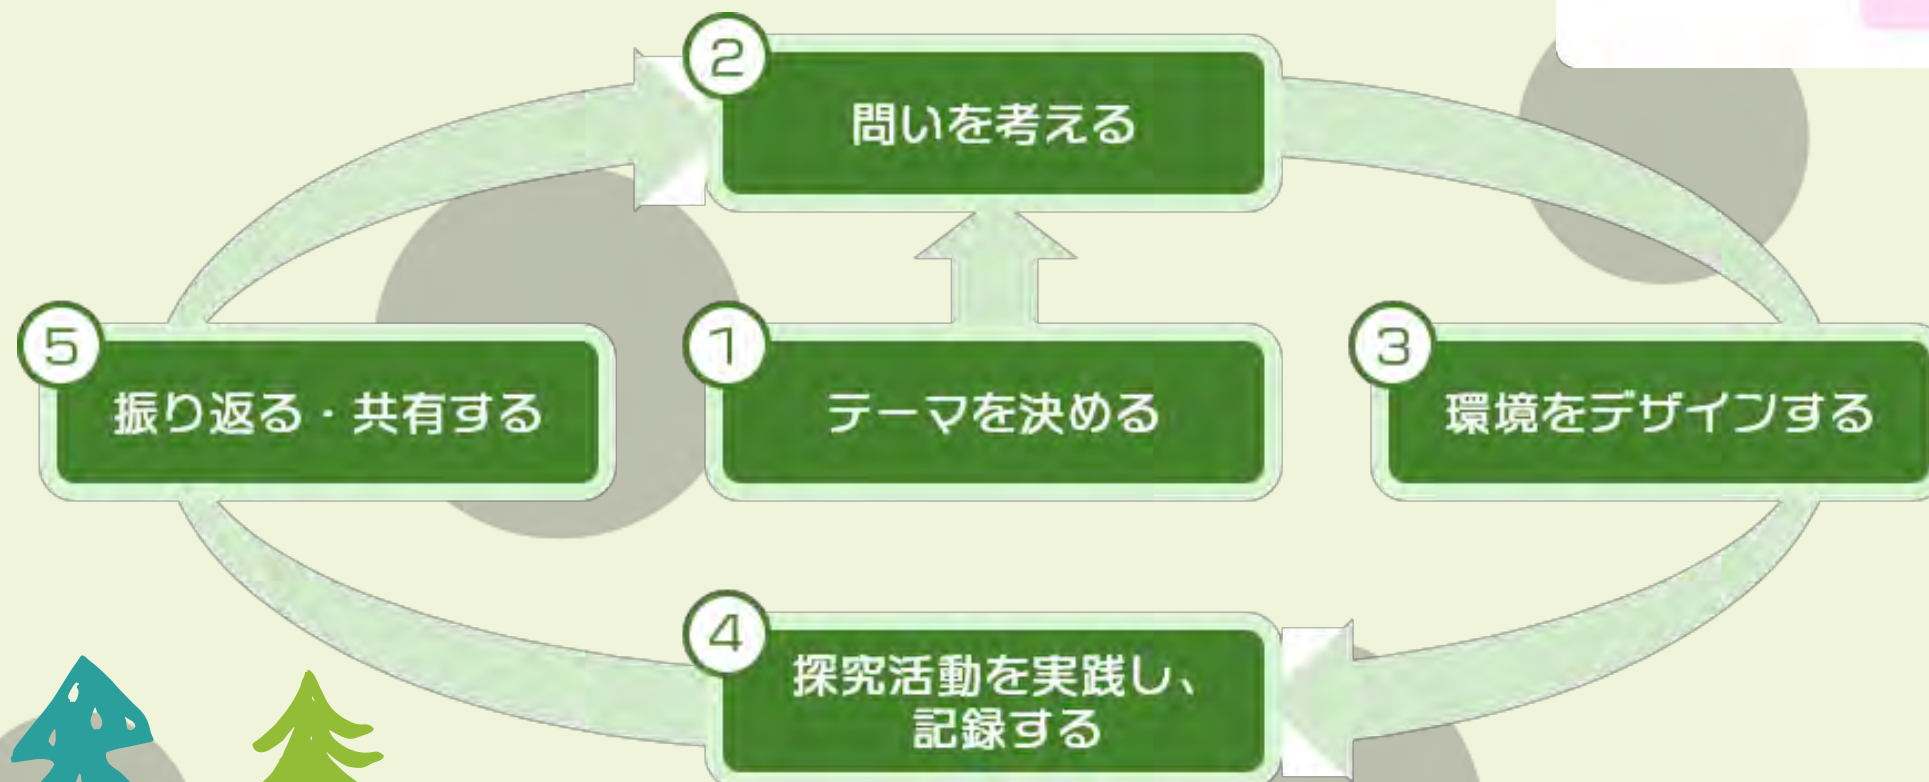 ②
問いを考える
⑤
振り返る・共有する
①
テーマを決める
③
環境をデザインする
④
探究活動を実践し、
記録する